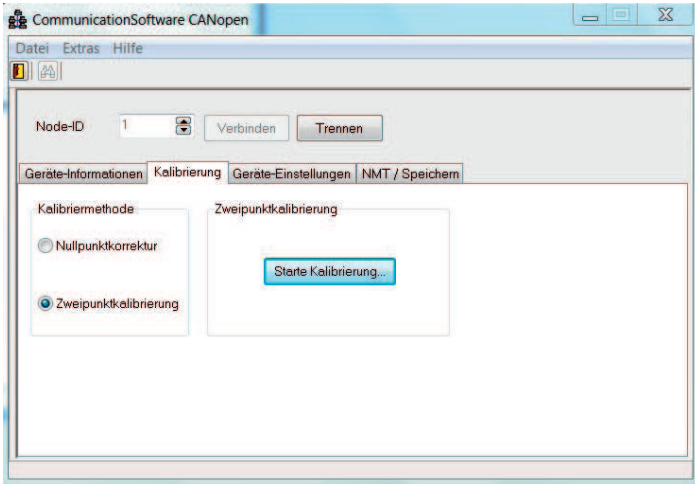 CommunicationSoftware CANopen
Datei Extras Hilfe
Node-ID 1 Verbinden Trennen
Geräte-Informationen Kalibrierung Geräte-Einstellungen NMT / Speichern
Kalibriermethode Zweipunktkalibrierung
Nullpunktkorrektur
Starte Kalibrierung...
Zweipunktkalibrierung